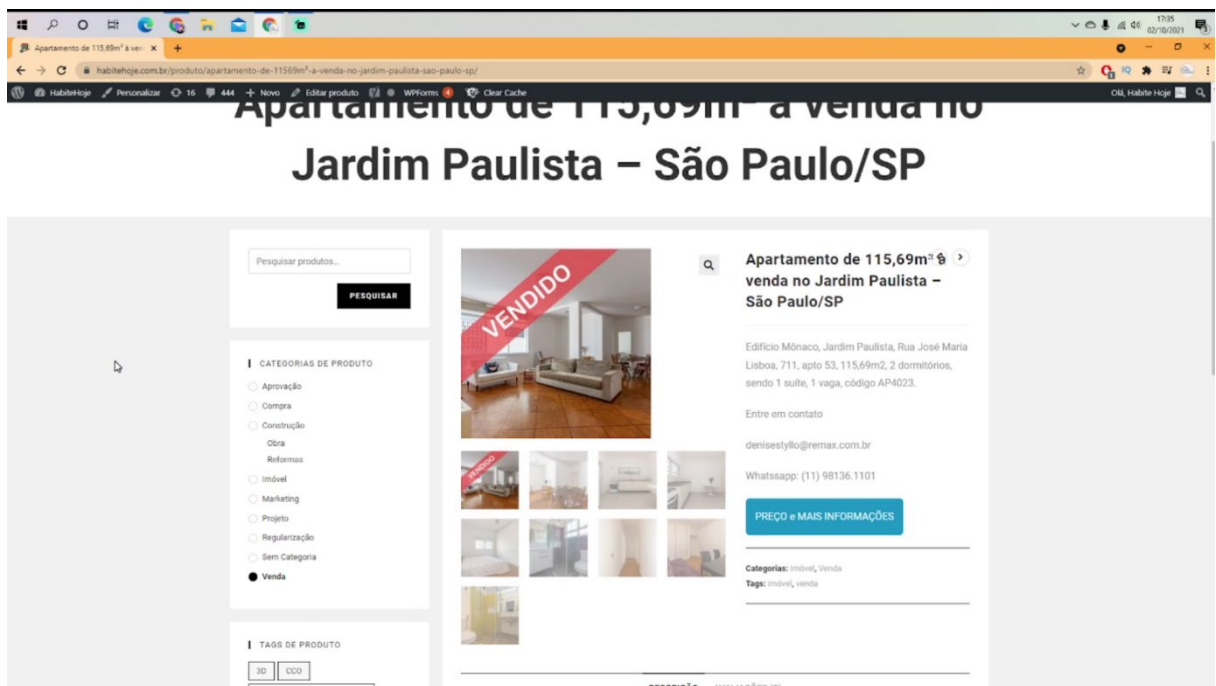 17:35
02/10/2021
Apartamento de 115,69m² à ven
habitehoje.com.br/produto/apartamento-de-11569m²-a-venda-no-jardim-paulista-sao-paulo-sp/
HabiteHoje Personalizar 16 444 + Novo Editar produto WPForms 4 Clear Cache Olá, Habite Hoje
Apartamento de 115,69m² à venda no
Jardim Paulista – São Paulo/SP
Pesquisar produtos...
PESQUISAR
CATEGORIAS DE PRODUTO
Aprovação
Compra
Construção
Obra
Reformas
Imóvel
Marketing
Projeto
Regularização
Sem Categoria
Venda
TAGS DE PRODUTO
3D CCO
VENDIDO
VENDIDO
Apartamento de 115,69m² à
venda no Jardim Paulista –
São Paulo/SP
Edifício Mônaco, Jardim Paulista, Rua José Maria
Lisboa, 711, apto 53, 115,69m2, 2 dormitórios,
sendo 1 suíte, 1 vaga, código AP4023.
Entre em contato
denisestyllo@remax.com.br
Whatssapp: (11) 98136.1101
PREÇO e MAIS INFORMAÇÕES
Categorias: Imóvel, Venda
Tags: imóvel, venda